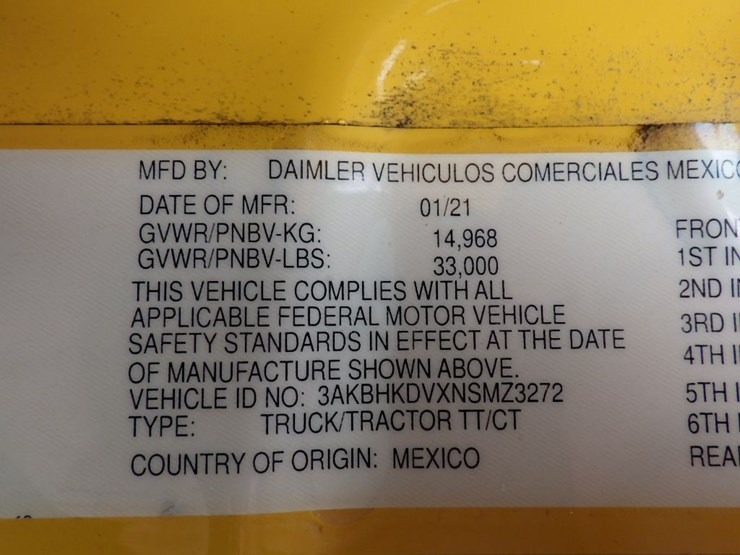 MFD BY: DAIMLER VEHICULOS COMERCIALES MEXICO
DATE OF MFR: 01/21
GVWR/PNBV-KG: 14,968
GVWR/PNBV-LBS: 33,000
THIS VEHICLE COMPLIES WITH ALL
APPLICABLE FEDERAL MOTOR VEHICLE
SAFETY STANDARDS IN EFFECT AT THE DATE
OF MANUFACTURE SHOWN ABOVE.
VEHICLE ID NO: 3AKBHKDVXNSMZ3272
TYPE: TRUCK/TRACTOR TT/CT
COUNTRY OF ORIGIN: MEXICO
FRON
1ST IN
2ND I
3RD I
4TH I
5TH I
6TH I
REA